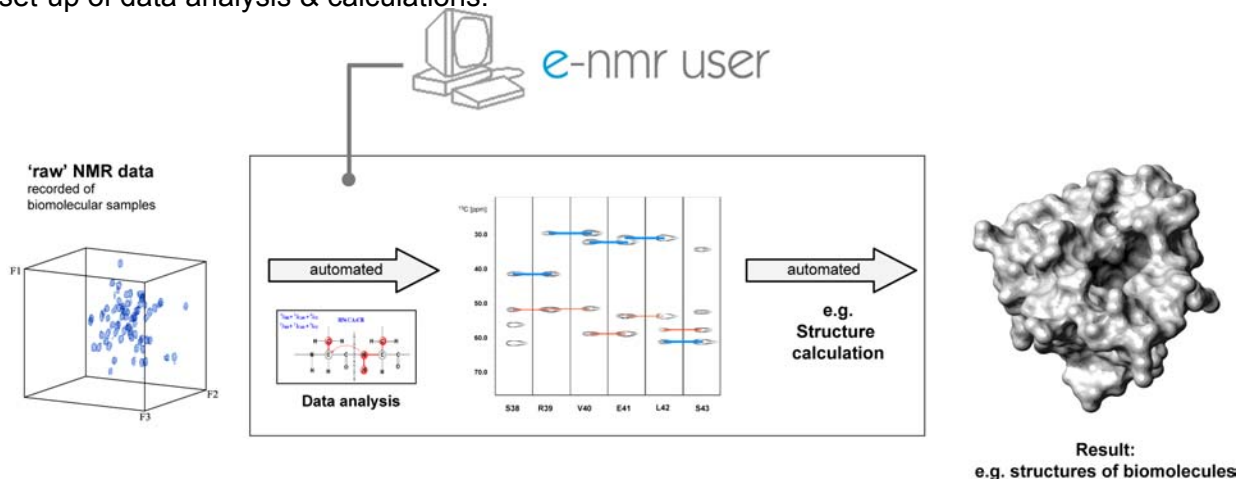 set-up of data analysis & calculations.
e-nmr user
'raw' NMR data
recorded of
biomolecular samples
F1
F2
F3
automated
HNCACB
Data analysis
¹³C [ppm]
30.0
40.0
50.0
60.0
70.0
S38 R39 V40 E41 L42 S43
automated
e.g.
Structure
calculation
Result:
e.g. structures of biomolecules